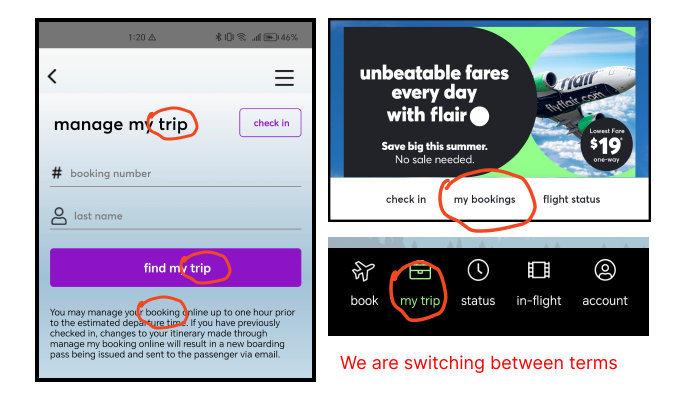 1:20
46%
manage my trip
check in
# booking number
last name
find my trip
You may manage your booking online up to one hour prior
to the estimated departure time. If you have previously
checked in, changes to your itinerary made through
manage my booking online will result in a new boarding
pass being issued and sent to the passenger via email.
unbeatable fares
every day
with flair
Save big this summer.
No sale needed.
flair
flyflair.com
Lowest Fare
$19*
one-way
check in
my bookings
flight status
book
my trip
status
in-flight
account
We are switching between terms